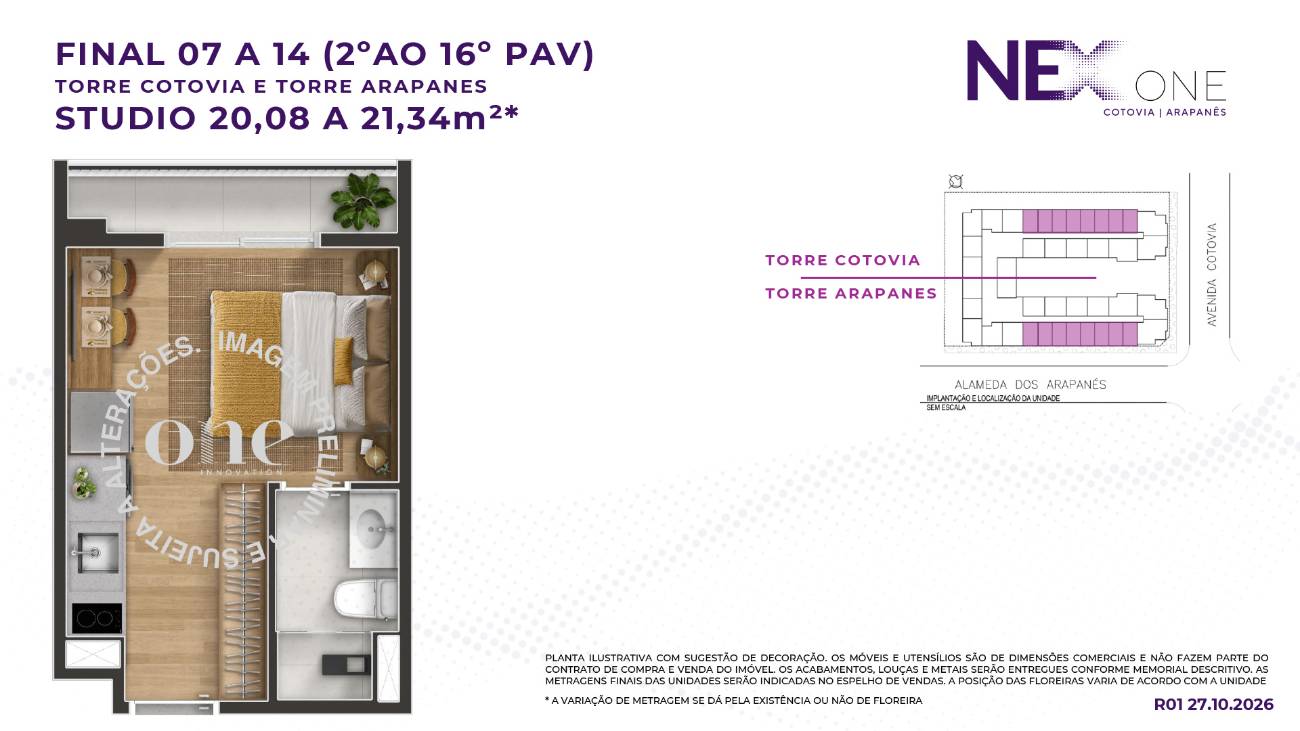 FINAL 07 A 14 (2ºAO 16º PAV)
TORRE COTOVIA E TORRE ARAPANES
STUDIO 20,08 A 21,34m²*
NEX ONE
COTOVIA | ARAPANÊS
TORRE COTOVIA
TORRE ARAPANES
AVENIDA COTOVIA
ALAMEDA DOS ARAPANÉS
IMPLANTAÇÃO E LOCALIZAÇÃO DA UNIDADE
SEM ESCALA
IMAGEM PRELIMINAR E SUJEITA A ALTERAÇÕES.
one
INNOVATION
PLANTA ILUSTRATIVA COM SUGESTÃO DE DECORAÇÃO. OS MÓVEIS E UTENSÍLIOS SÃO DE DIMENSÕES COMERCIAIS E NÃO FAZEM PARTE DO
CONTRATO DE COMPRA E VENDA DO IMÓVEL. OS ACABAMENTOS, LOUÇAS E METAIS SERÃO ENTREGUES CONFORME MEMORIAL DESCRITIVO. AS
METRAGENS FINAIS DAS UNIDADES SERÃO INDICADAS NO ESPELHO DE VENDAS. A POSIÇÃO DAS FLOREIRAS VARIA DE ACORDO COM A UNIDADE
* A VARIAÇÃO DE METRAGEM SE DÁ PELA EXISTÊNCIA OU NÃO DE FLOREIRA
R01 27.10.2026